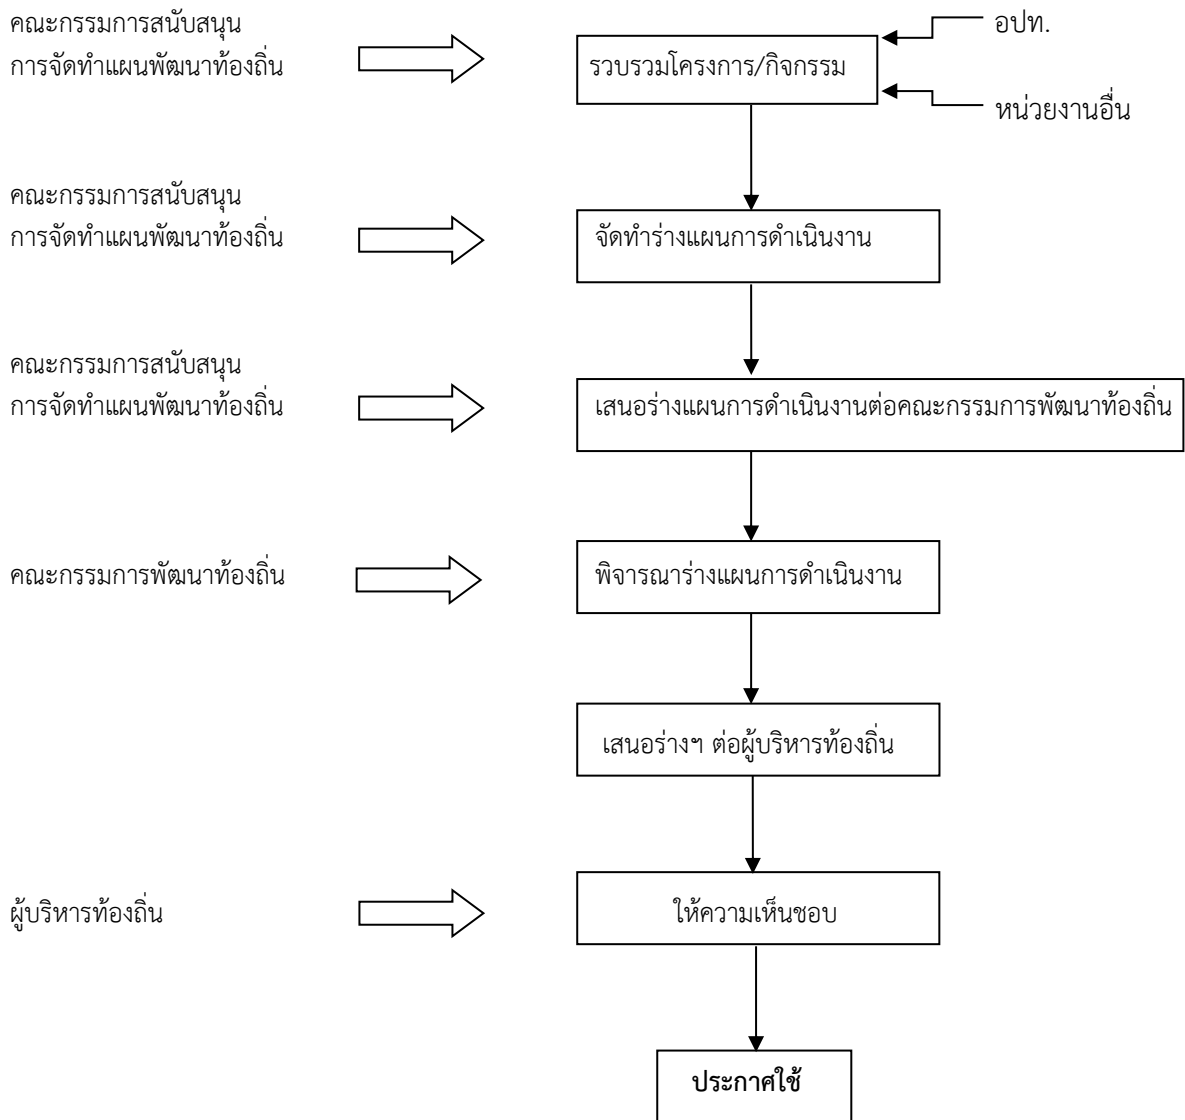 คณะกรรมการสนับสนุน
การจัดทำแผนพัฒนาท้องถิ่น
รวบรวมโครงการ/กิจกรรม
อปท.
หน่วยงานอื่น
คณะกรรมการสนับสนุน
การจัดทำแผนพัฒนาท้องถิ่น
จัดทำร่างแผนการดำเนินงาน
คณะกรรมการสนับสนุน
การจัดทำแผนพัฒนาท้องถิ่น
เสนอร่างแผนการดำเนินงานต่อคณะกรรมการพัฒนาท้องถิ่น
คณะกรรมการพัฒนาท้องถิ่น
พิจารณาร่างแผนการดำเนินงาน
เสนอร่างฯ ต่อผู้บริหารท้องถิ่น
ผู้บริหารท้องถิ่น
ให้ความเห็นชอบ
ประกาศใช้